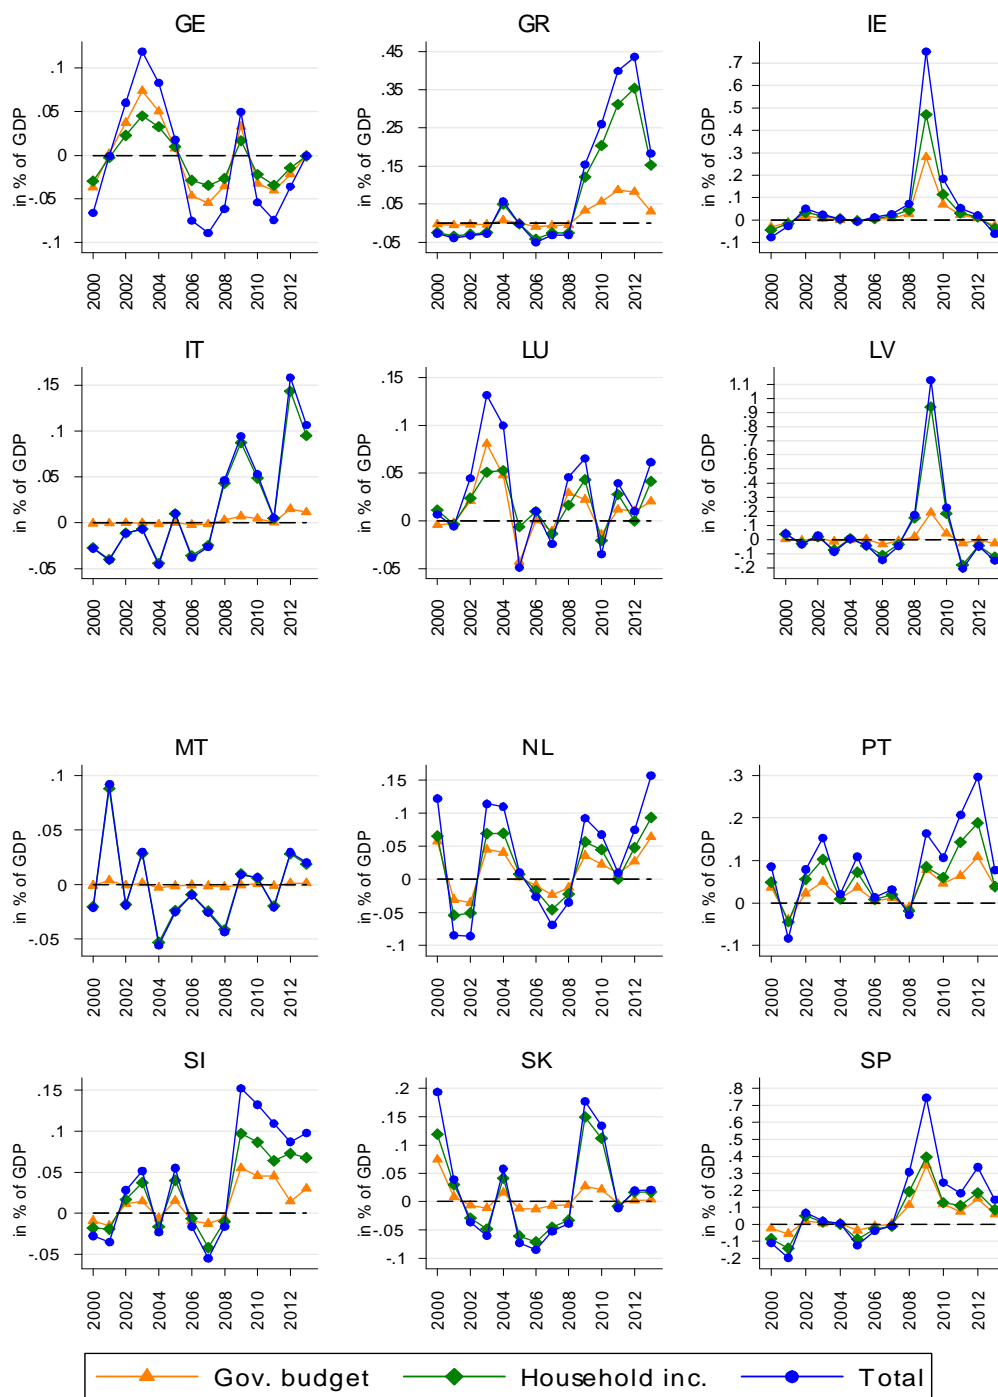 GE
GR
IE
in % of GDP
.1
.05
0
-.05
-.1
in % of GDP
.45
.35
.25
.15
.05
-.05
in % of GDP
.7
.6
.5
.4
.3
.2
.1
0
-.1
2000 2002 2004 2006 2008 2010 2012
2000 2002 2004 2006 2008 2010 2012
2000 2002 2004 2006 2008 2010 2012
IT
LU
LV
in % of GDP
.15
.1
.05
0
-.05
in % of GDP
.15
.1
.05
0
-.05
in % of GDP
1.1
1
.9
.8
.7
.6
.5
.4
.3
.2
.1
0
-.1
-.2
2000 2002 2004 2006 2008 2010 2012
2000 2002 2004 2006 2008 2010 2012
2000 2002 2004 2006 2008 2010 2012
MT
NL
PT
in % of GDP
.1
.05
0
-.05
in % of GDP
.15
.1
.05
0
-.05
-.1
in % of GDP
.3
.2
.1
0
-.1
2000 2002 2004 2006 2008 2010 2012
2000 2002 2004 2006 2008 2010 2012
2000 2002 2004 2006 2008 2010 2012
SI
SK
SP
in % of GDP
.15
.1
.05
0
-.05
in % of GDP
.2
.15
.1
.05
0
-.05
-.1
in % of GDP
.8
.7
.6
.5
.4
.3
.2
.1
0
-.1
-.2
2000 2002 2004 2006 2008 2010 2012
2000 2002 2004 2006 2008 2010 2012
2000 2002 2004 2006 2008 2010 2012
Gov. budget Household inc. Total